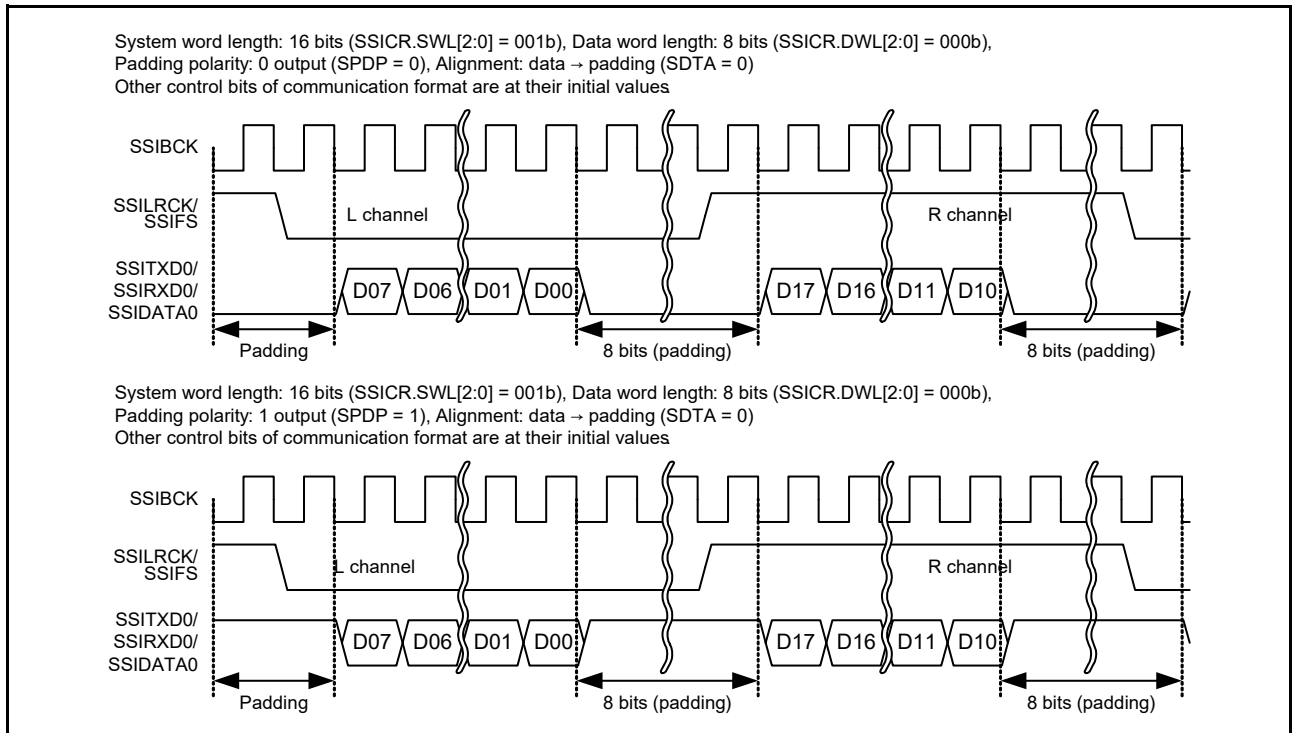 System word length: 16 bits (SSICR.SWL[2:0] = 001b), Data word length: 8 bits (SSICR.DWL[2:0] = 000b),
Padding polarity: 0 output (SPDP = 0), Alignment: data → padding (SDTA = 0)
Other control bits of communication format are at their initial values.
SSIBCK
SSILRCK/
SSIFS
L channel
R channel
SSITXD0/
SSIRXD0/
SSIDATA0
D07 D06 D01 D00 D17 D16 D11 D10
Padding
8 bits (padding)
8 bits (padding)
System word length: 16 bits (SSICR.SWL[2:0] = 001b), Data word length: 8 bits (SSICR.DWL[2:0] = 000b),
Padding polarity: 1 output (SPDP = 1), Alignment: data → padding (SDTA = 0)
Other control bits of communication format are at their initial values.
SSIBCK
SSILRCK/
SSIFS
L channel
R channel
SSITXD0/
SSIRXD0/
SSIDATA0
D07 D06 D01 D00 D17 D16 D11 D10
Padding
8 bits (padding)
8 bits (padding)